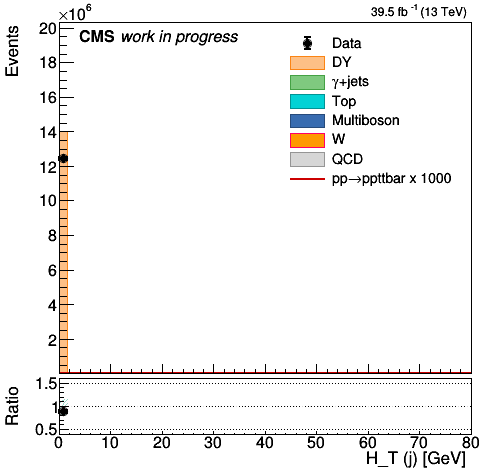 ×10⁶
39.5 fb⁻¹ (13 TeV)
CMS work in progress
Events
20
18
16
14
12
10
8
6
4
2
Data
DY
γ+jets
Top
Multiboson
W
QCD
pp→ppttbar x 1000
Ratio
1.5
1
0.5
0 10 20 30 40 50 60 70 80
H_T (j) [GeV]